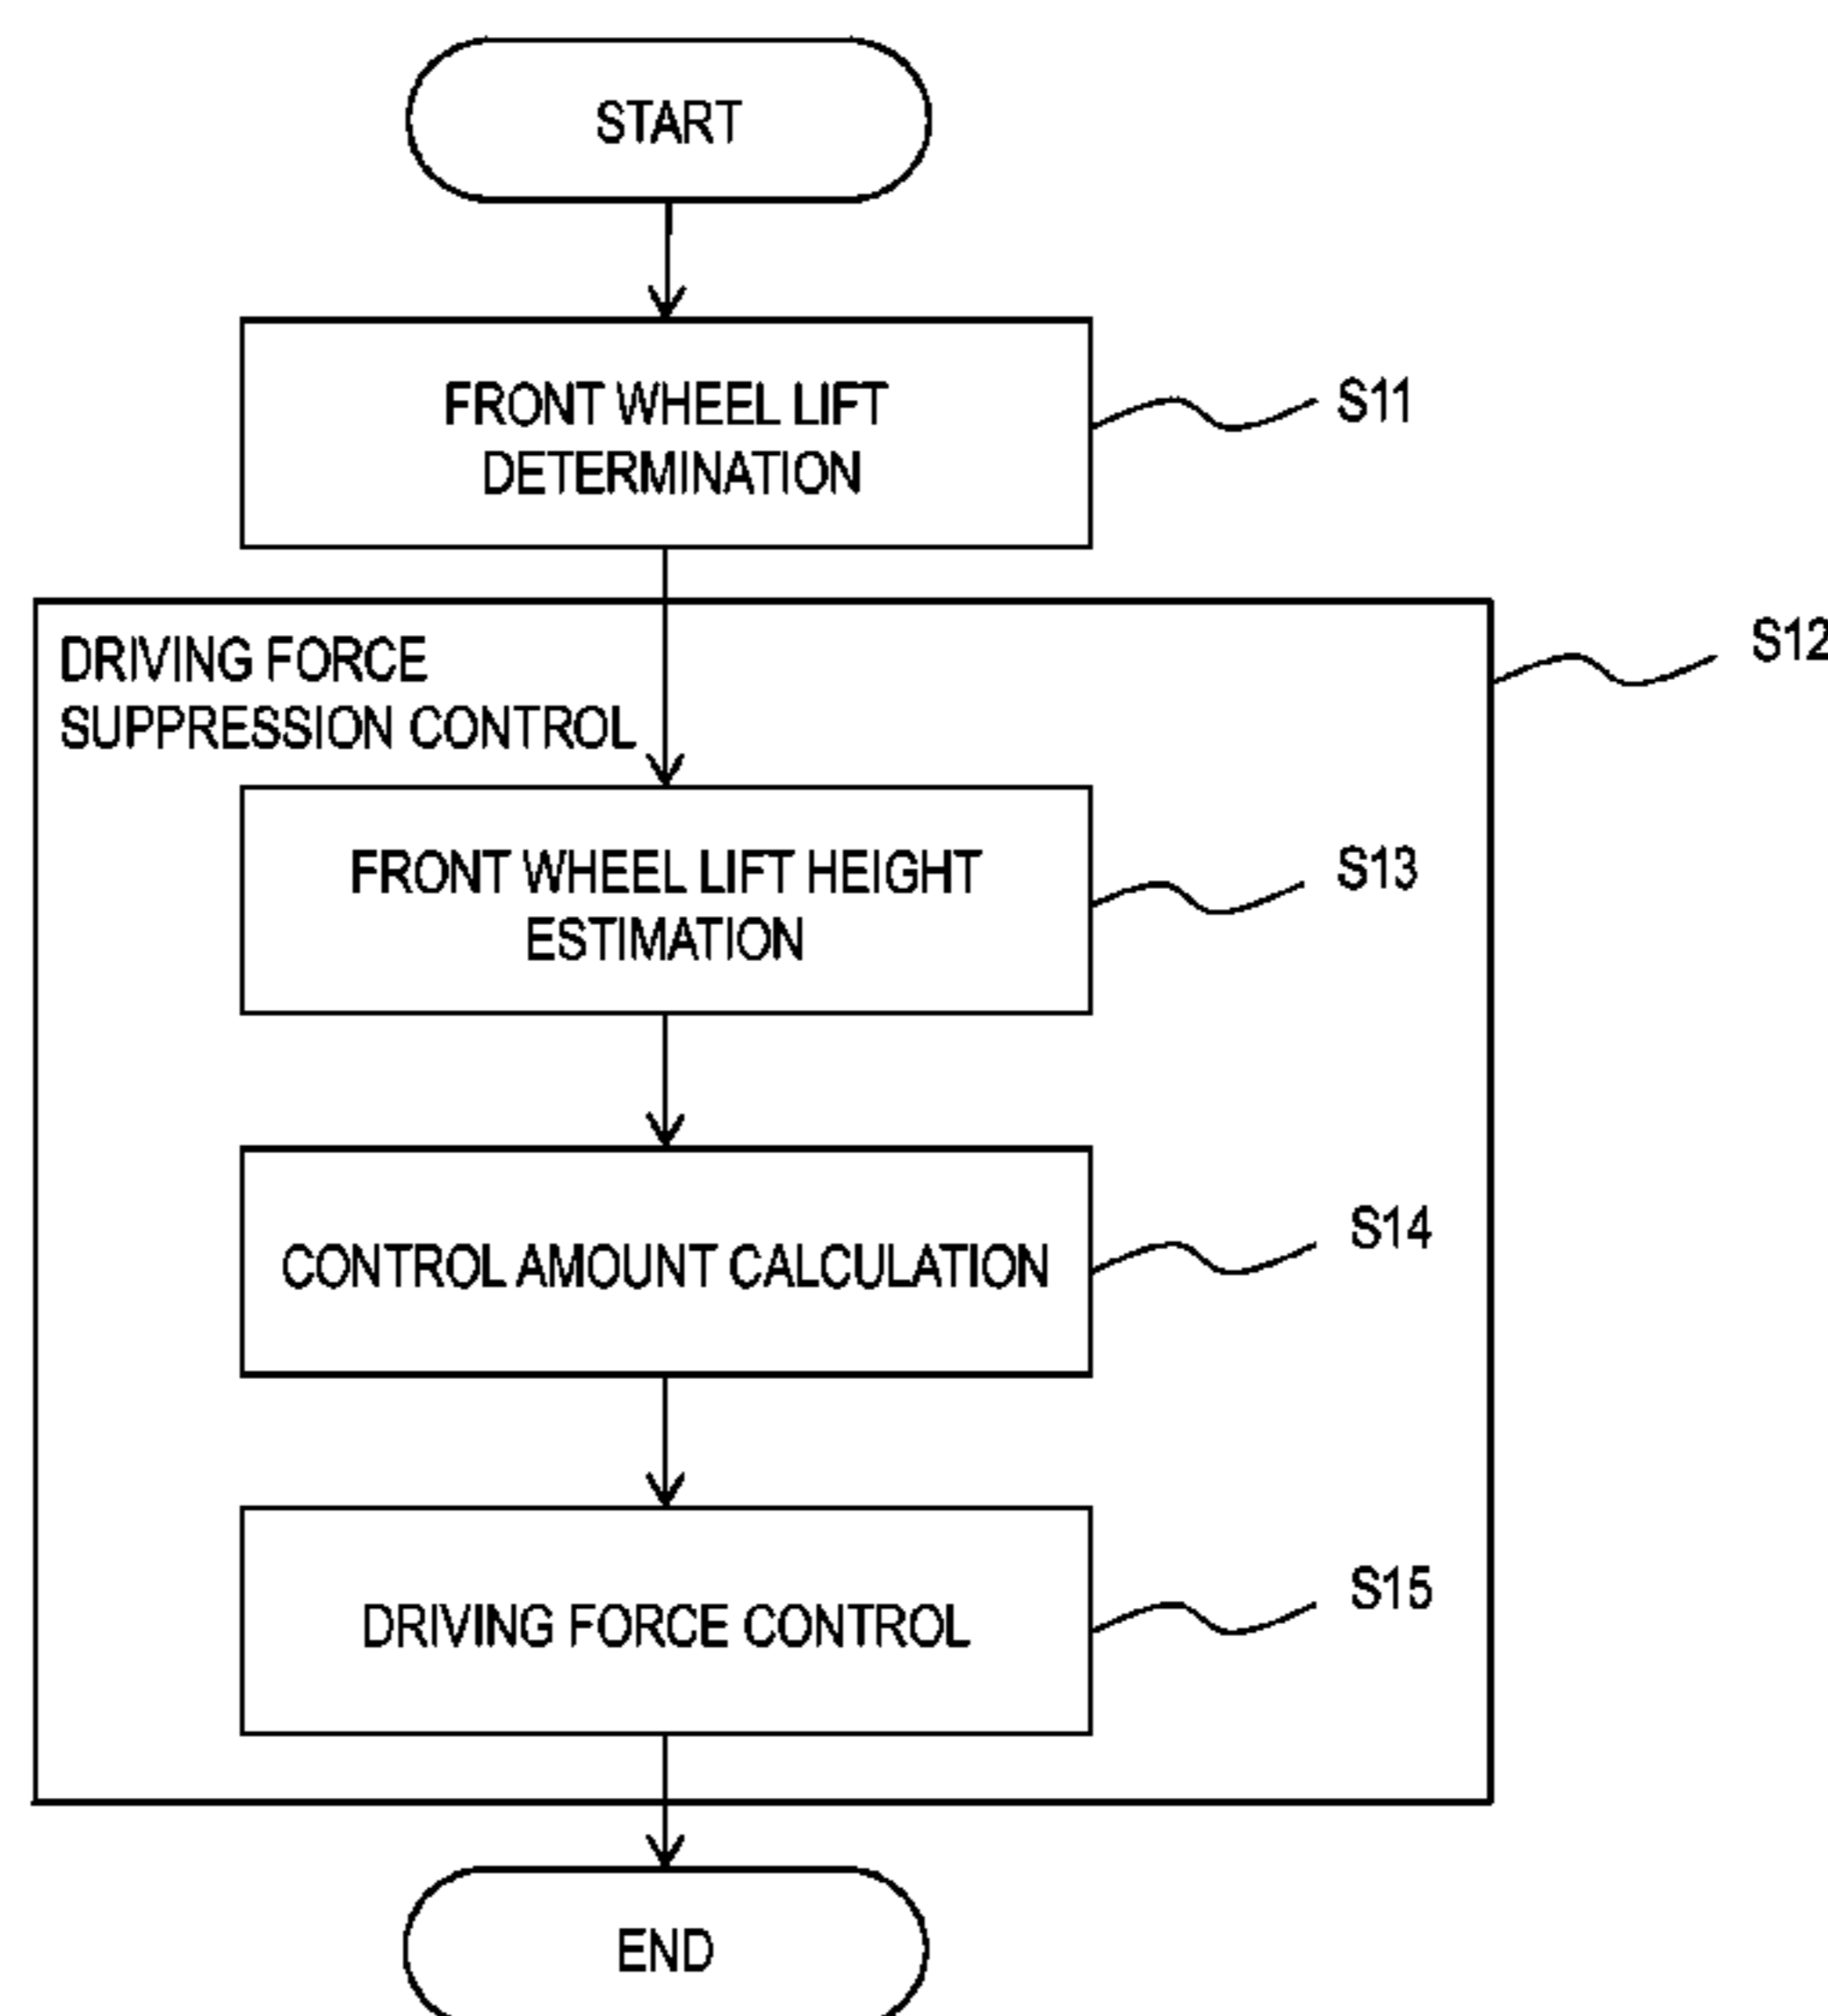 START
FRONT WHEEL LIFT
DETERMINATION
S11
DRIVING FORCE
SUPPRESSION CONTROL
S12
FRONT WHEEL LIFT HEIGHT
ESTIMATION
S13
CONTROL AMOUNT CALCULATION
S14
DRIVING FORCE CONTROL
S15
END